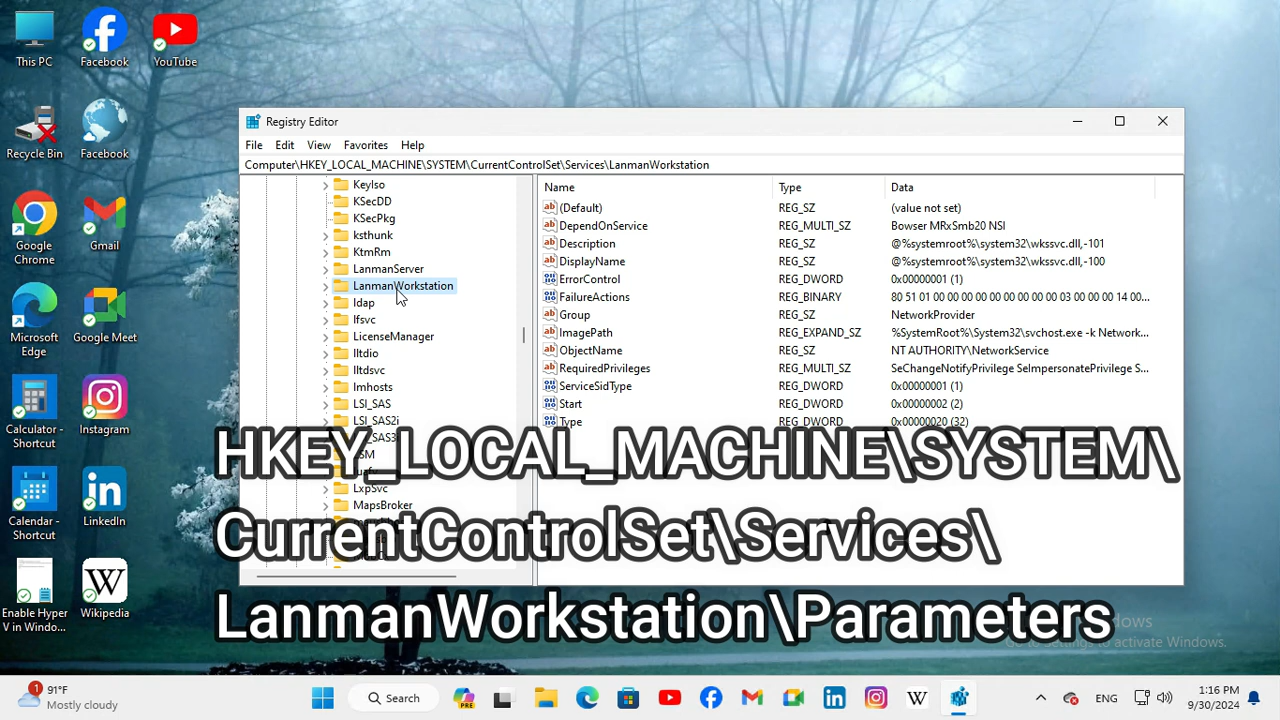 This PC
Facebook
YouTube
Recycle Bin
Facebook
Google Chrome
Gmail
Microsoft Edge
Google Meet
Calculator - Shortcut
Instagram
Calendar - Shortcut
LinkedIn
Enable Hyper V in Windo...
Wikipedia
Registry Editor
File Edit View Favorites Help
Computer\HKEY_LOCAL_MACHINE\SYSTEM\CurrentControlSet\Services\LanmanWorkstation
KeyIso
KSecDD
KSecPkg
ksthunk
KtmRm
LanmanServer
LanmanWorkstation
ldap
lfsvc
LicenseManager
lltdio
lltdsvc
lmhosts
LSI_SAS
LSI_SAS2i
LxpSvc
MapsBroker
Name Type Data
(Default) REG_SZ (value not set)
DependOnService REG_MULTI_SZ Bowser MRxSmb20 NSI
Description REG_SZ @%systemroot%\system32\wkssvc.dll,-101
DisplayName REG_SZ @%systemroot%\system32\wkssvc.dll,-100
ErrorControl REG_DWORD 0x00000001 (1)
FailureActions REG_BINARY 80 51 01 00 00 00 00 00 00 00 00 00 03 00 00 00 14 00...
Group REG_SZ NetworkProvider
ImagePath REG_EXPAND_SZ %SystemRoot%\System32\svchost.exe -k Network...
ObjectName REG_SZ NT AUTHORITY\NetworkService
RequiredPrivileges REG_MULTI_SZ SeChangeNotifyPrivilege SeImpersonatePrivilege S...
ServiceSidType REG_DWORD 0x00000001 (1)
Start REG_DWORD 0x00000002 (2)
Type REG_DWORD 0x00000020 (32)
HKEY_LOCAL_MACHINE\SYSTEM\
CurrentControlSet\Services\
LanmanWorkstation\Parameters
Go to Settings to activate Windows.
1
91°F
Mostly cloudy
Search
PRE
ENG
1:16 PM
9/30/2024